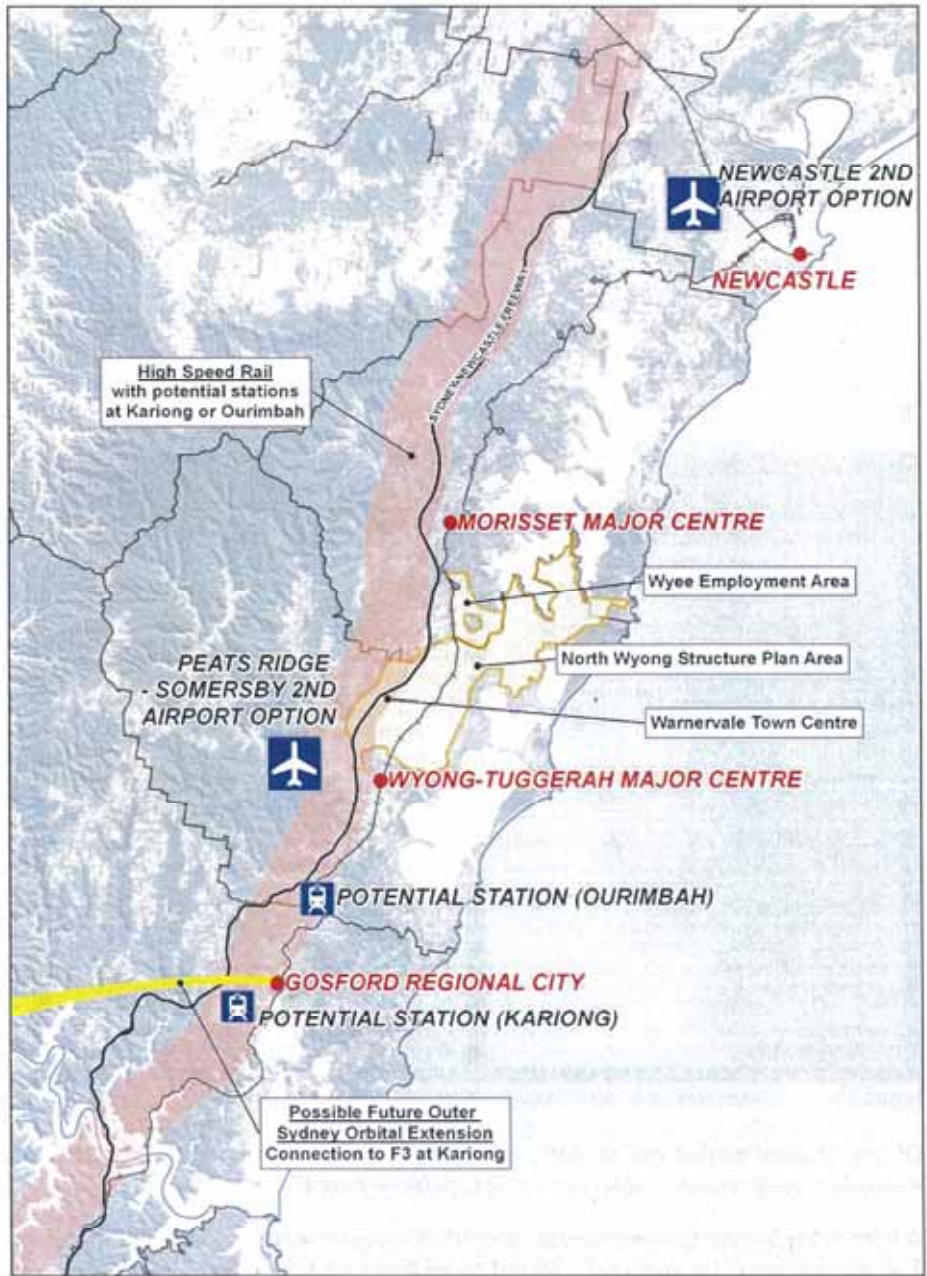 NEWCASTLE 2ND
AIRPORT OPTION
NEWCASTLE
SYDNEY-NEWCASTLE FREEWAY
High Speed Rail
with potential stations
at Kariong or Ourimbah
MORISSET MAJOR CENTRE
Wyee Employment Area
North Wyong Structure Plan Area
Warnervale Town Centre
PEATS RIDGE
- SOMERSBY 2ND
AIRPORT OPTION
WYONG-TUGGERAH MAJOR CENTRE
POTENTIAL STATION (OURIMBAH)
GOSFORD REGIONAL CITY
POTENTIAL STATION (KARIONG)
Possible Future Outer
Sydney Orbital Extension
Connection to F3 at Kariong